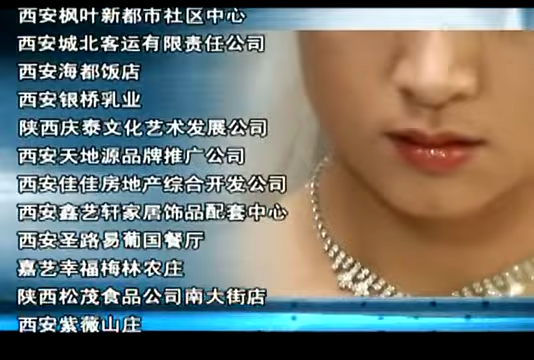 西安枫叶新都市社区中心
西安城北客运有限责任公司
西安海都饭店
西安银桥乳业
陕西庆泰文化艺术发展公司
西安天地源品牌推广公司
西安佳佳房地产综合开发公司
西安鑫艺轩家居饰品配套中心
西安圣路易葡国餐厅
嘉艺幸福梅林农庄
陕西松茂食品公司南大街店
西安紫薇山庄